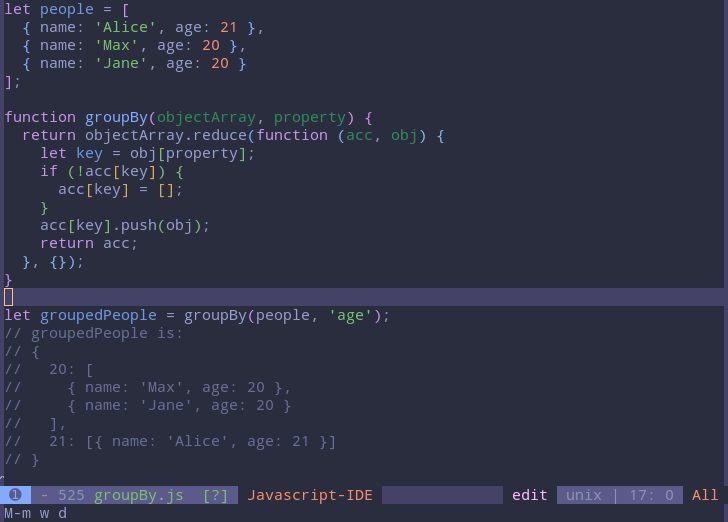 let people = [
  { name: 'Alice', age: 21 },
  { name: 'Max', age: 20 },
  { name: 'Jane', age: 20 }
];

function groupBy(objectArray, property) {
  return objectArray.reduce(function (acc, obj) {
    let key = obj[property];
    if (!acc[key]) {
      acc[key] = [];
    }
    acc[key].push(obj);
    return acc;
  }, {});
}

let groupedPeople = groupBy(people, 'age');
// groupedPeople is:
// {
//   20: [
//     { name: 'Max', age: 20 },
//     { name: 'Jane', age: 20 }
//   ],
//   21: [{ name: 'Alice', age: 21 }]
// }
❶ - 525 groupBy.js [?] Javascript-IDE edit unix | 17: 0 All
M-m w d